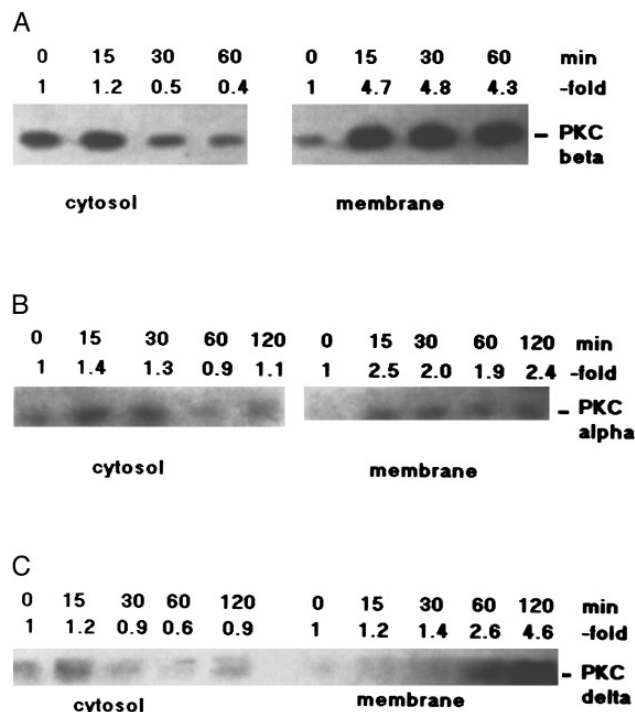 A
0 15 30 60 0 15 30 60 min
1 1.2 0.5 0.4 1 4.7 4.8 4.3 -fold
– PKC
beta
cytosol membrane
B
0 15 30 60 120 0 15 30 60 120 min
1 1.4 1.3 0.9 1.1 1 2.5 2.0 1.9 2.4 -fold
– PKC
alpha
cytosol membrane
C
0 15 30 60 120 0 15 30 60 120 min
1 1.2 0.9 0.6 0.9 1 1.2 1.4 2.6 4.6 -fold
– PKC
delta
cytosol membrane